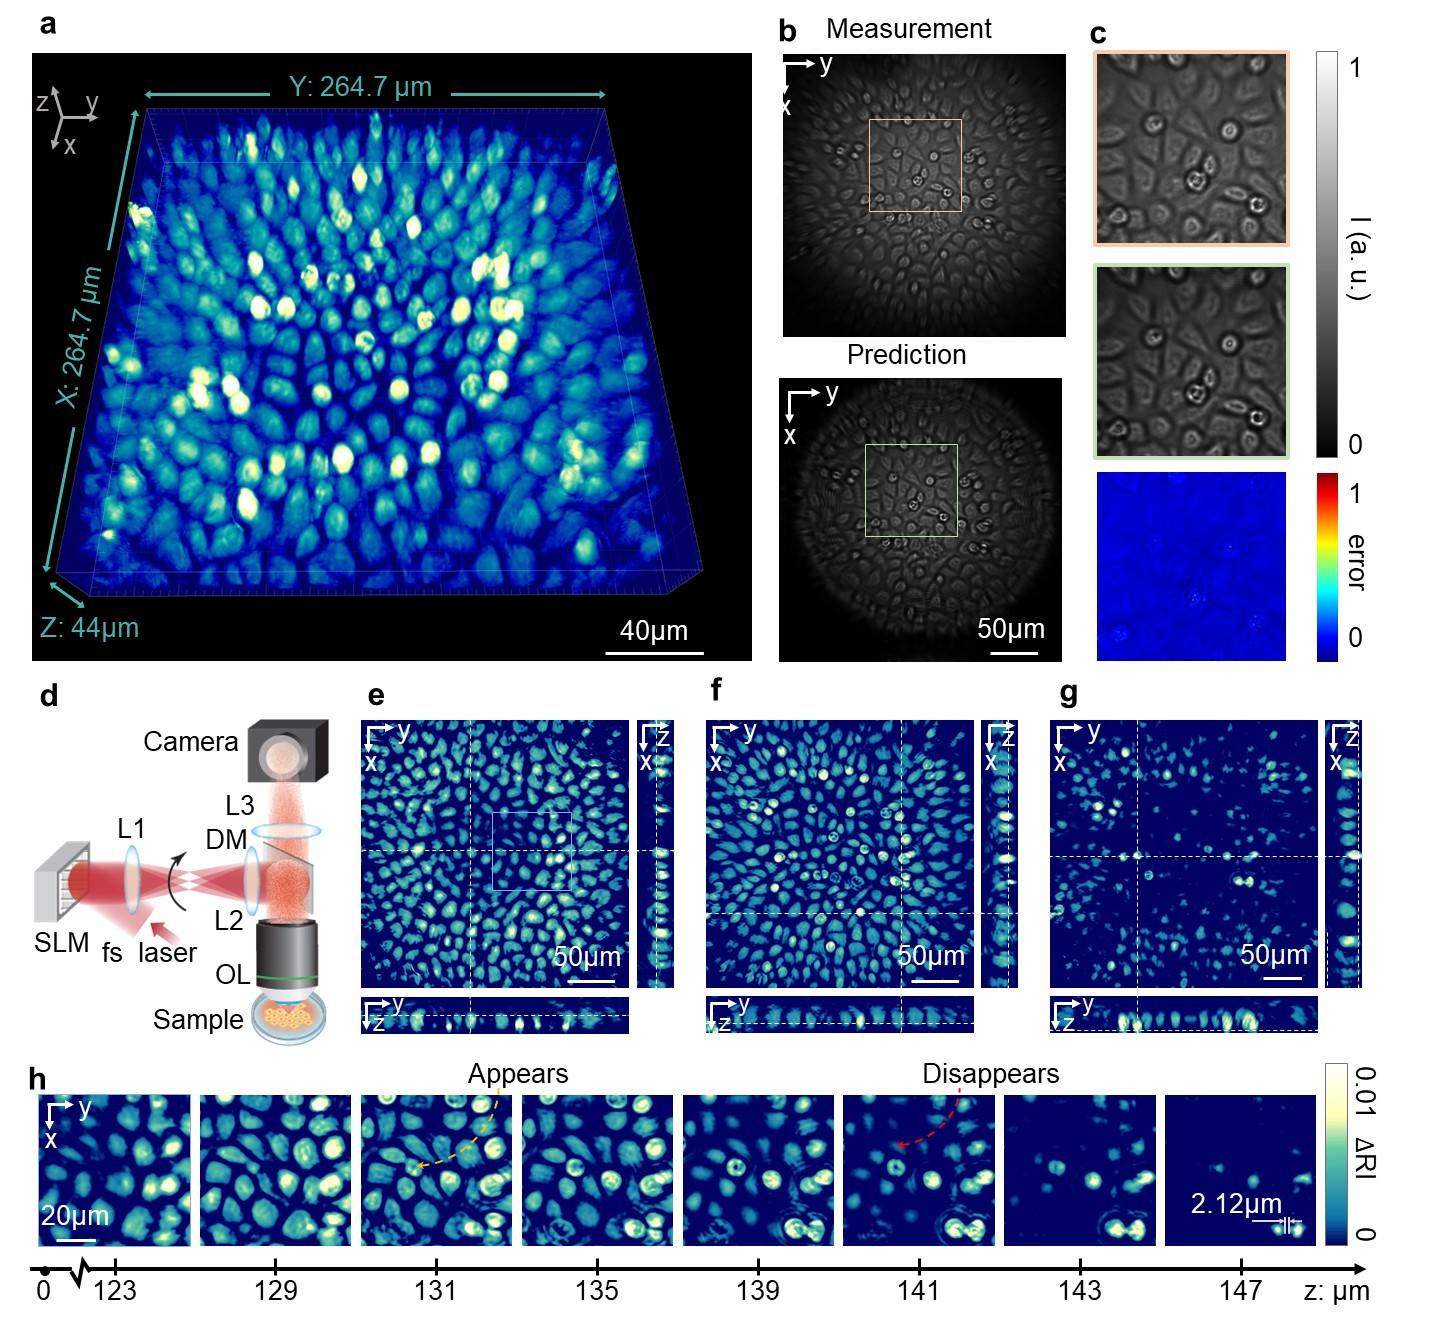 a
z
y
x
Y: 264.7 µm
X: 264.7 µm
Z: 44µm
40µm
b
Measurement
y
x
Prediction
y
x
50µm
c
1
I (a. u.)
0
1
error
0
d
Camera
L3
L1
DM
L2
SLM
fs laser
OL
Sample
e
y
x
z
x
50µm
y
z
f
y
x
z
x
50µm
y
z
g
y
x
z
x
50µm
y
z
h
Appears
Disappears
y
x
20µm
2.12µm
0.01
ΔRI
0
0 123 129 131 135 139 141 143 147 z: µm